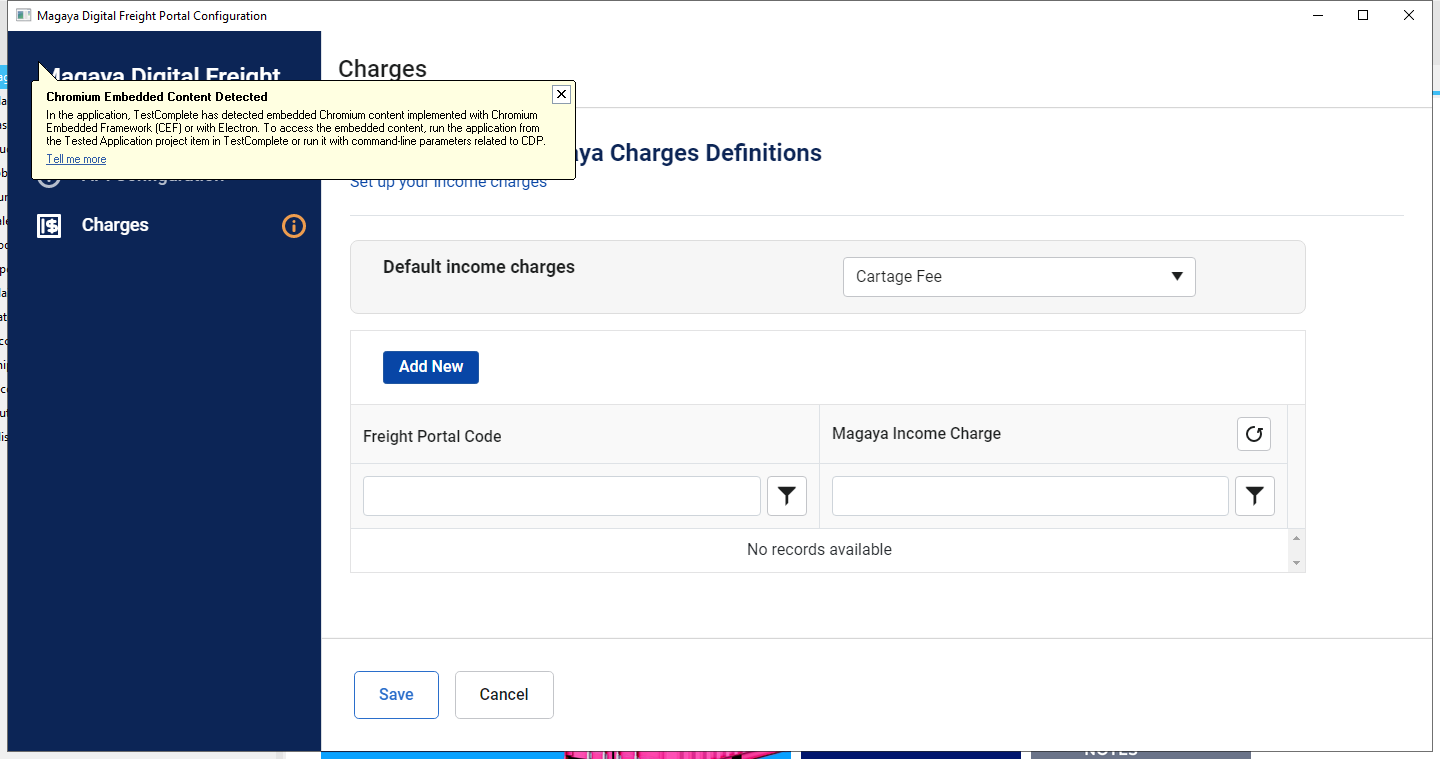 Magaya Digital Freight Portal Configuration
Magaya Digital Freight
Charges
Chromium Embedded Content Detected
In the application, TestComplete has detected embedded Chromium content implemented with Chromium
Embedded Framework (CEF) or with Electron. To access the embedded content, run the application from
the Tested Application project item in TestComplete or run it with command-line parameters related to CDP.
Tell me more
aya Charges Definitions
API Configuration
Set up your income charges
Charges
Default income charges
Cartage Fee
Add New
Freight Portal Code
Magaya Income Charge
No records available
Save
Cancel
NOTES